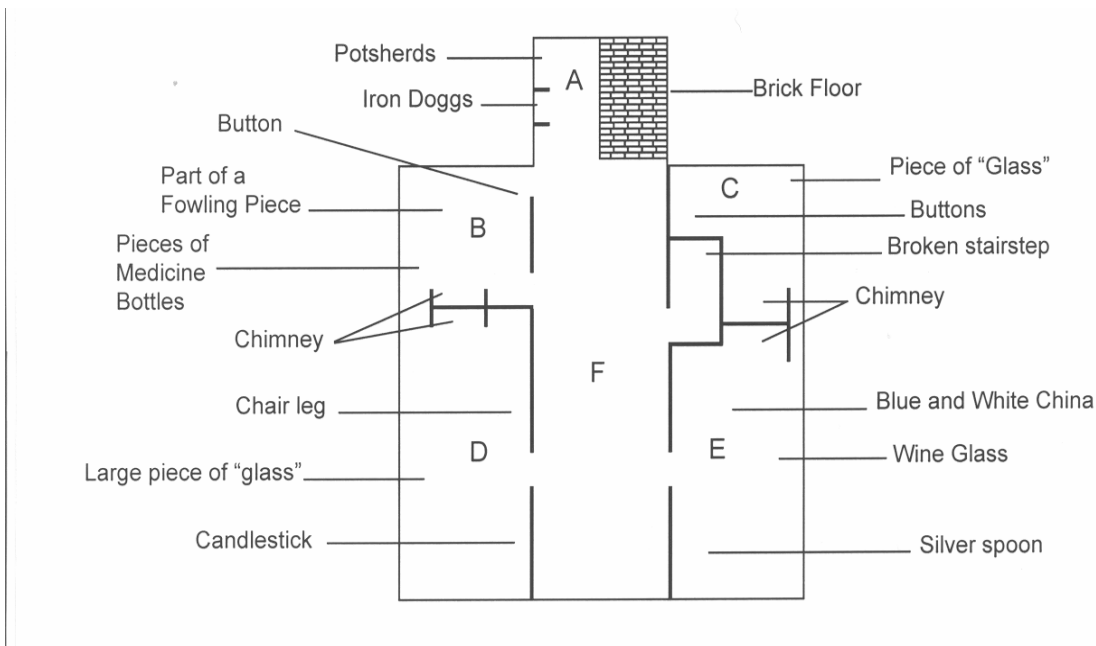 Potsherds
A
Iron Doggs
Brick Floor
Button
Part of a
Fowling Piece
B
C
Piece of “Glass”
Buttons
Broken stairstep
Pieces of
Medicine
Bottles
Chimney
Chimney
F
Chair leg
Blue and White China
D
E
Wine Glass
Large piece of “glass”
Candlestick
Silver spoon